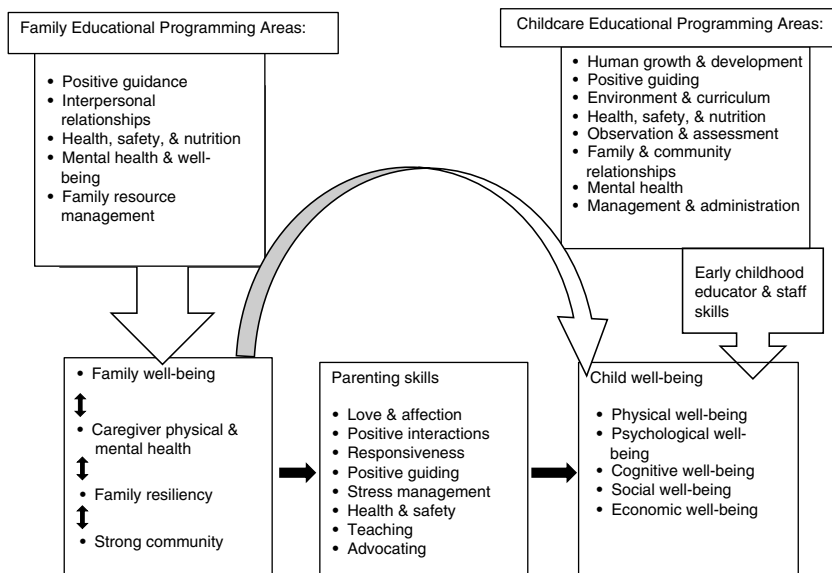 Family Educational Programming Areas:
• Positive guidance
• Interpersonal
relationships
• Health, safety, & nutrition
• Mental health & well-
being
• Family resource
management
Childcare Educational Programming Areas:
• Human growth & development
• Positive guiding
• Environment & curriculum
• Health, safety, & nutrition
• Observation & assessment
• Family & community
relationships
• Mental health
• Management & administration
Early childhood
educator & staff
skills
• Family well-being
• Caregiver physical &
mental health
• Family resiliency
• Strong community
Parenting skills
• Love & affection
• Positive interactions
• Responsiveness
• Positive guiding
• Stress management
• Health & safety
• Teaching
• Advocating
Child well-being
• Physical well-being
• Psychological well-
being
• Cognitive well-being
• Social well-being
• Economic well-being